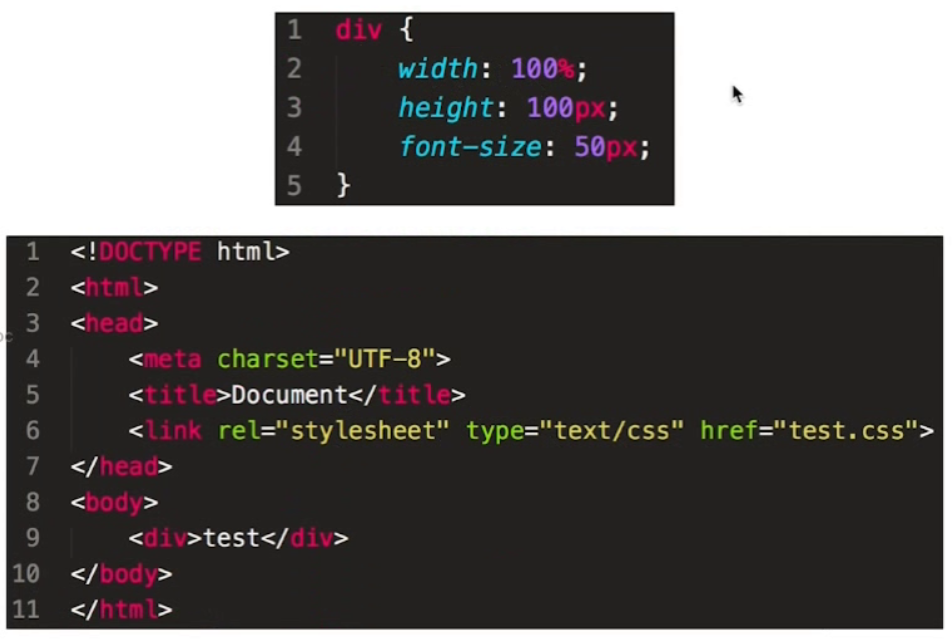 1 div {
2 width: 100%;
3 height: 100px;
4 font-size: 50px;
5 }
1 <!DOCTYPE html>
2 <html>
3 <head>
4 <meta charset="UTF-8">
5 <title>Document</title>
6 <link rel="stylesheet" type="text/css" href="test.css">
7 </head>
8 <body>
9 <div>test</div>
10 </body>
11 </html>